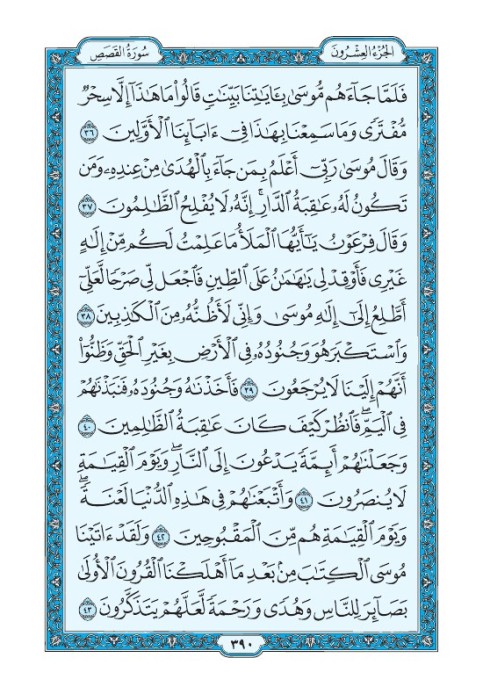 سُورَةُ القَصَصِ
الجُزْءُ العِشْرُونَ
فَلَمَّا جَآءَهُم مُّوسَىٰ بِـَٔايَٰتِنَا بَيِّنَٰتٍ قَالُوا۟ مَا هَٰذَآ إِلَّا سِحْرٌ
مُّفْتَرًى وَمَا سَمِعْنَا بِهَٰذَا فِىٓ ءَابَآئِنَا ٱلْأَوَّلِينَ ٣٦
وَقَالَ مُوسَىٰ رَبِّىٓ أَعْلَمُ بِمَن جَآءَ بِٱلْهُدَىٰ مِنْ عِندِهِۦ وَمَن
تَكُونُ لَهُۥ عَٰقِبَةُ ٱلدَّارِ ۖ إِنَّهُۥ لَا يُفْلِحُ ٱلظَّٰلِمُونَ ٣٧
وَقَالَ فِرْعَوْنُ يَٰٓأَيُّهَا ٱلْمَلَأُ مَا عَلِمْتُ لَكُم مِّنْ إِلَٰهٍ
غَيْرِى فَأَوْقِدْ لِى يَٰهَٰمَٰنُ عَلَى ٱلطِّينِ فَٱجْعَل لِّى صَرْحًا لَّعَلِّىٓ
أَطَّلِعُ إِلَىٰٓ إِلَٰهِ مُوسَىٰ وَإِنِّى لَأَظُنُّهُۥ مِنَ ٱلْكَٰذِبِينَ ٣٨
وَٱسْتَكْبَرَ هُوَ وَجُنُودُهُۥ فِى ٱلْأَرْضِ بِغَيْرِ ٱلْحَقِّ وَظَنُّوٓا۟
أَنَّهُمْ إِلَيْنَا لَا يُرْجَعُونَ ٣٩ فَأَخَذْنَٰهُ وَجُنُودَهُۥ فَنَبَذْنَٰهُمْ
فِى ٱلْيَمِّ ۖ فَٱنظُرْ كَيْفَ كَانَ عَٰقِبَةُ ٱلظَّٰلِمِينَ ٤٠
وَجَعَلْنَٰهُمْ أَئِمَّةً يَدْعُونَ إِلَى ٱلنَّارِ ۖ وَيَوْمَ ٱلْقِيَٰمَةِ
لَا يُنصَرُونَ ٤١ وَأَتْبَعْنَٰهُمْ فِى هَٰذِهِ ٱلدُّنْيَا لَعْنَةً ۖ
وَيَوْمَ ٱلْقِيَٰمَةِ هُم مِّنَ ٱلْمَقْبُوحِينَ ٤٢ وَلَقَدْ ءَاتَيْنَا
مُوسَى ٱلْكِتَٰبَ مِنۢ بَعْدِ مَآ أَهْلَكْنَا ٱلْقُرُونَ ٱلْأُولَىٰ
بَصَآئِرَ لِلنَّاسِ وَهُدًى وَرَحْمَةً لَّعَلَّهُمْ يَتَذَكَّرُونَ ٤٣
٣٩٠